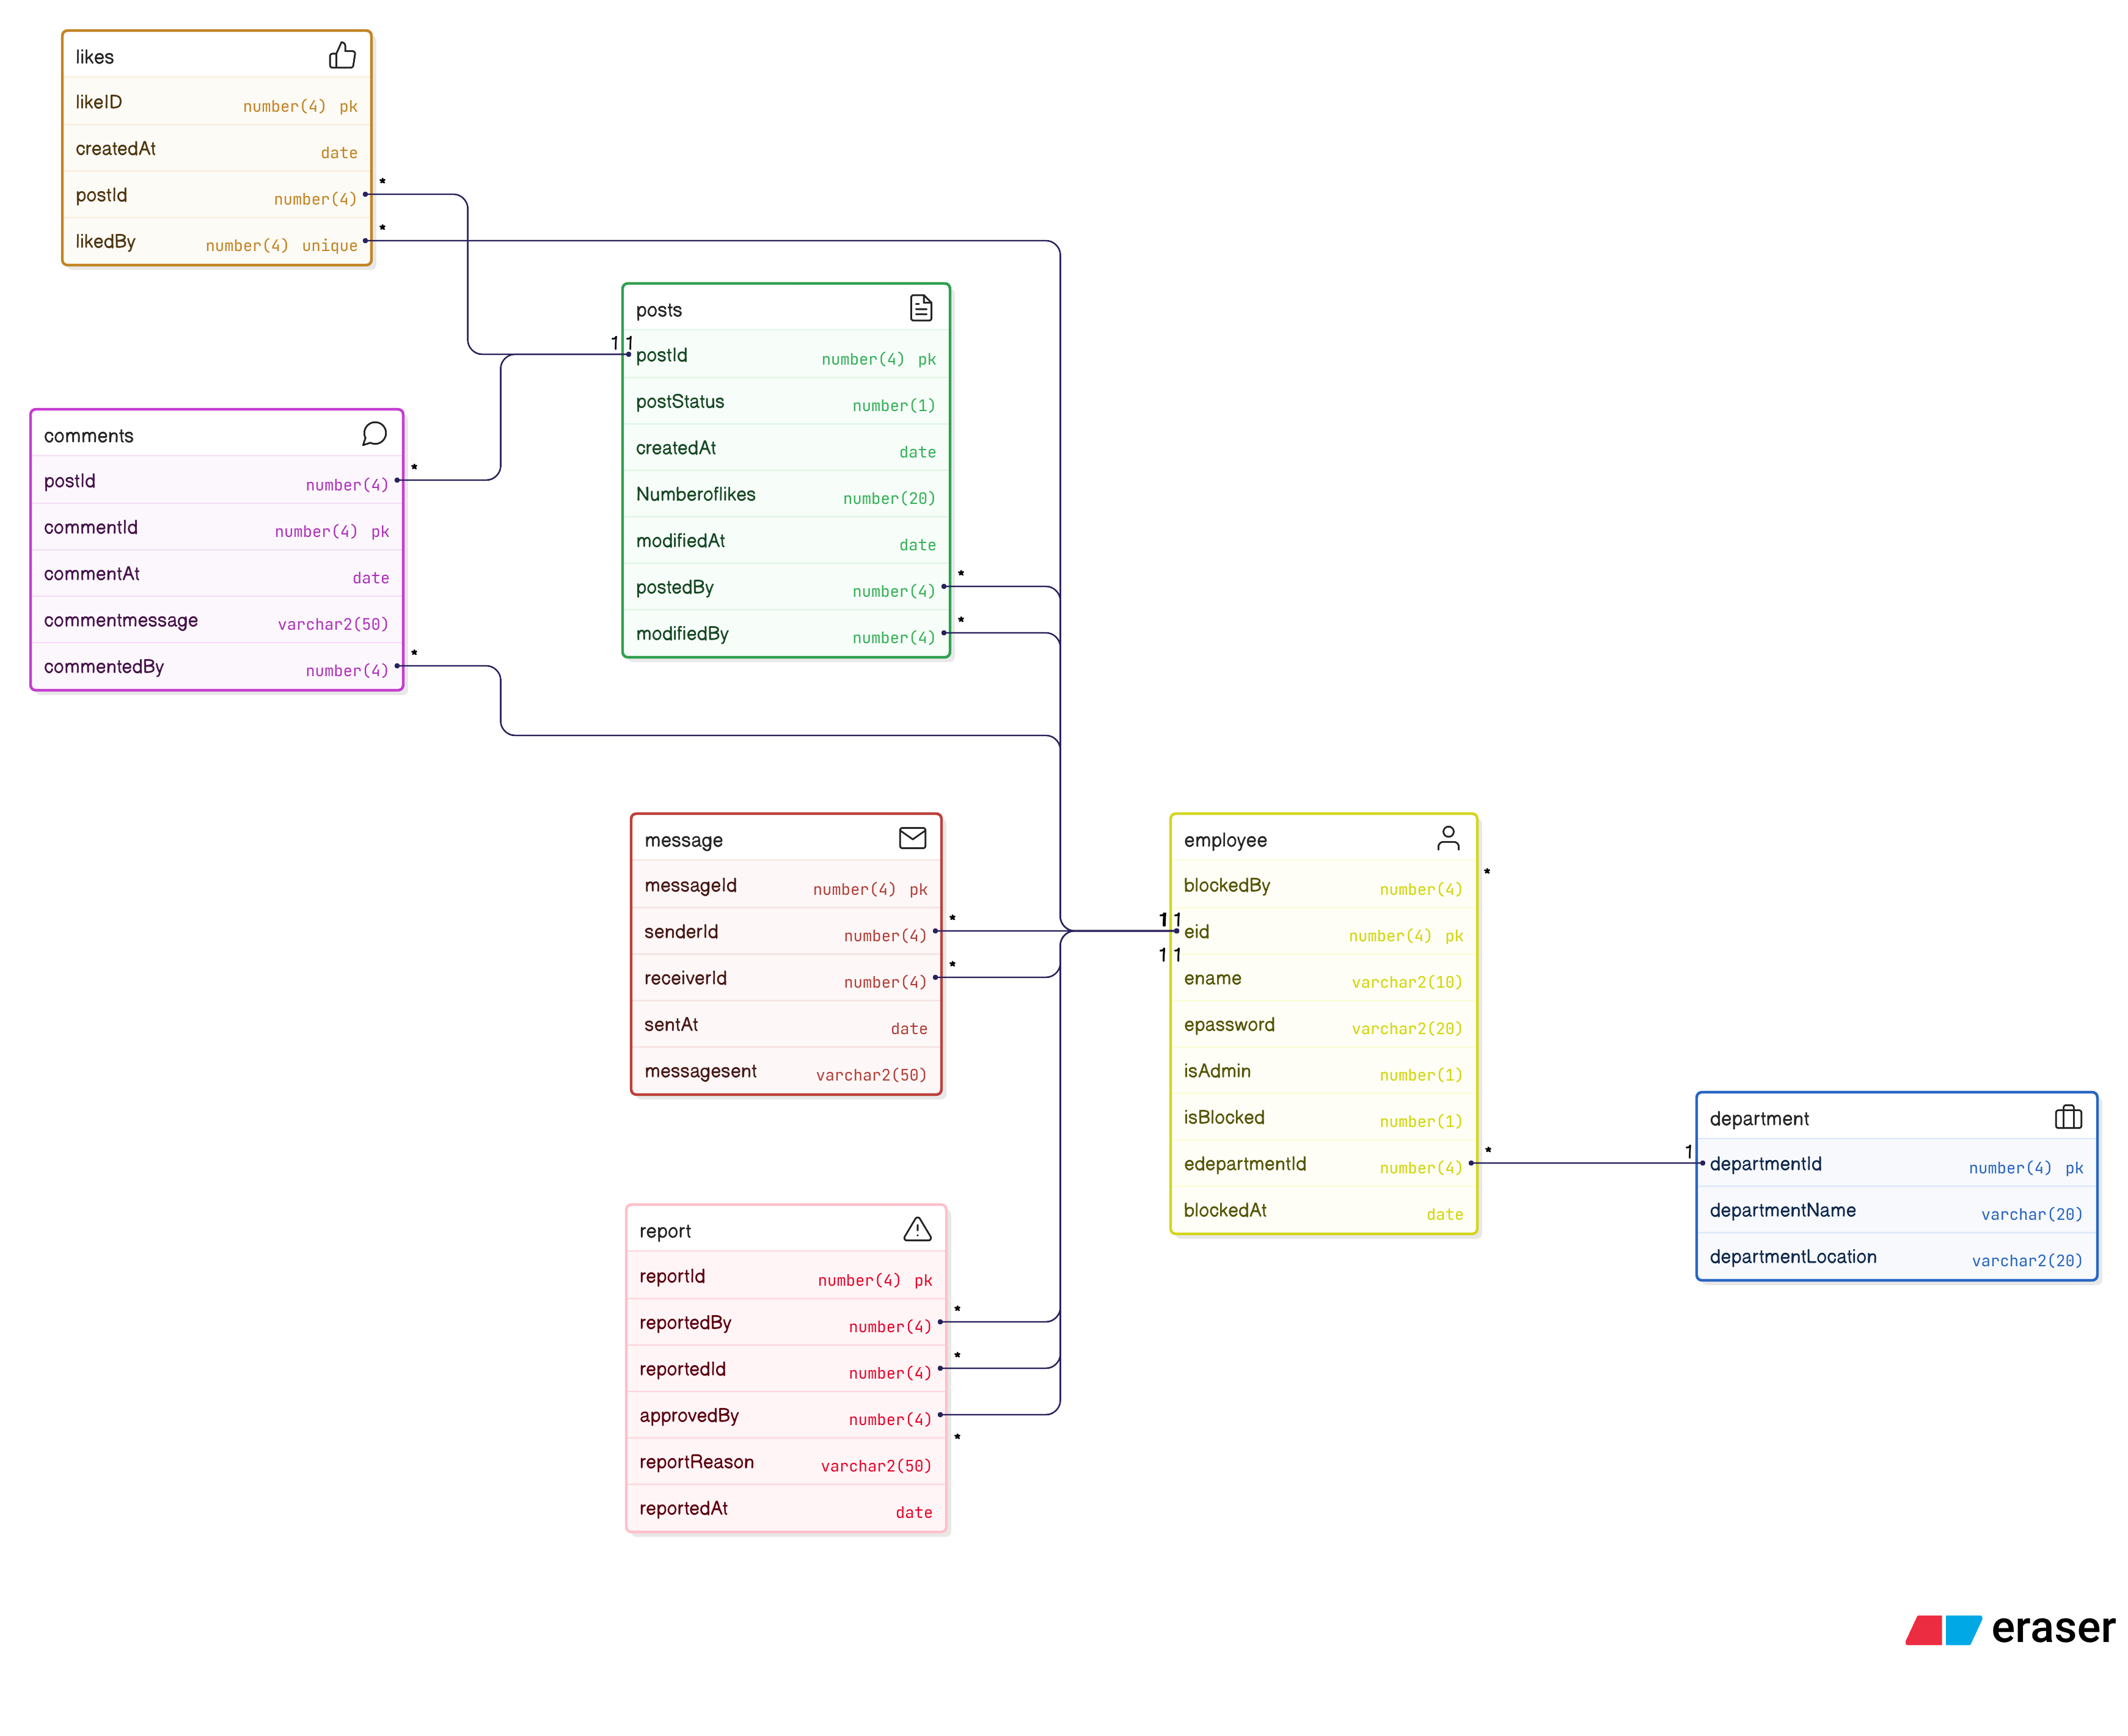 likes
likeID number(4) pk
createdAt date
postId number(4) *
likedBy number(4) unique *
posts
1 1 postId number(4) pk
postStatus number(1)
createdAt date
Numberoflikes number(20)
modifiedAt date
postedBy number(4) *
modifiedBy number(4) *
comments
postId number(4) *
commentId number(4) pk
commentAt date
commentmessage varchar2(50)
commentedBy number(4) *
message
messageId number(4) pk
senderId number(4) *
receiverId number(4) *
sentAt date
messagesent varchar2(50)
employee
blockedBy number(4) *
1 1 eid number(4) pk
1 1
ename varchar2(10)
epassword varchar2(20)
isAdmin number(1)
isBlocked number(1)
edepartmentId number(4) *
blockedAt date
department
1 departmentId number(4) pk
departmentName varchar(20)
departmentLocation varchar2(20)
report
reportId number(4) pk
reportedBy number(4) *
reportedId number(4) *
approvedBy number(4) *
reportReason varchar2(50)
reportedAt date
eraser